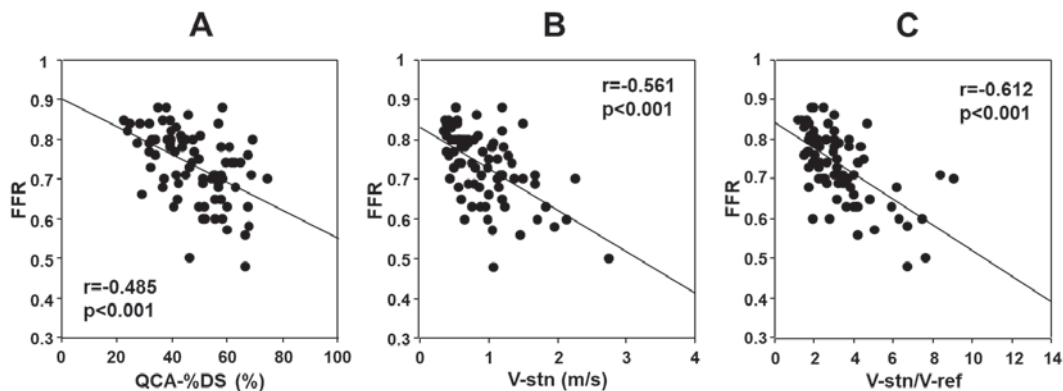 A
B
C
1
0.9
0.8
0.7
0.6
0.5
0.4
0.3
FFR
r=-0.485
p<0.001
0 20 40 60 80 100
QCA-%DS (%)
1
0.9
0.8
0.7
0.6
0.5
0.4
0.3
FFR
r=-0.561
p<0.001
0 1 2 3 4
V-stn (m/s)
1
0.9
0.8
0.7
0.6
0.5
0.4
0.3
FFR
r=-0.612
p<0.001
0 2 4 6 8 10 12 14
V-stn/V-ref